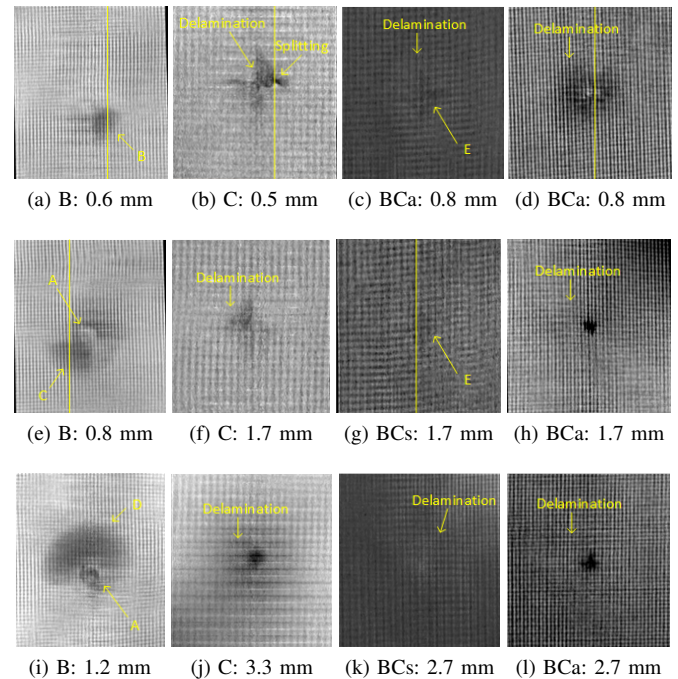 Delamination
Splitting
B
Delamination
E
Delamination
(a) B: 0.6 mm (b) C: 0.5 mm (c) BCa: 0.8 mm (d) BCa: 0.8 mm
A
C
Delamination
E
Delamination
(e) B: 0.8 mm (f) C: 1.7 mm (g) BCs: 1.7 mm (h) BCa: 1.7 mm
D
A
Delamination
Delamination
Delamination
(i) B: 1.2 mm (j) C: 3.3 mm (k) BCs: 2.7 mm (l) BCa: 2.7 mm